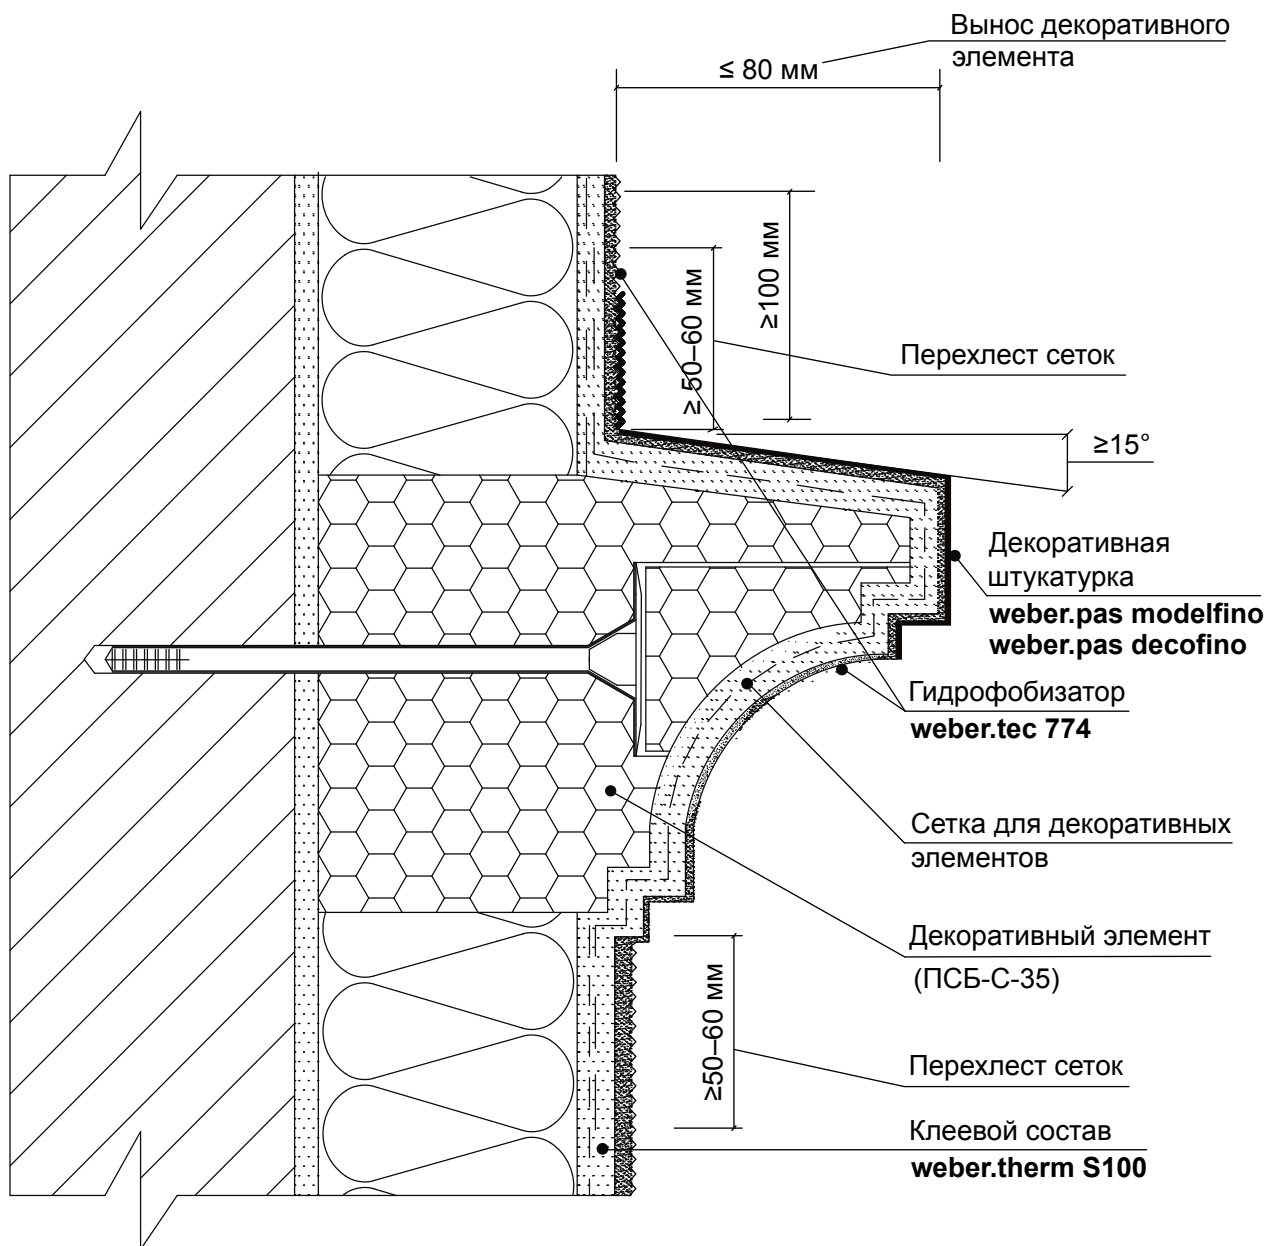 Вынос декоративного
элемента
≤ 80 мм
≥100 мм
≥ 50–60 мм
Перехлест сеток
≥15°
Декоративная
штукатурка
weber.pas modelfino
weber.pas decofino
Гидрофобизатор
weber.tec 774
Сетка для декоративных
элементов
Декоративный элемент
(ПСБ-С-35)
≥50–60 мм
Перехлест сеток
Клеевой состав
weber.therm S100